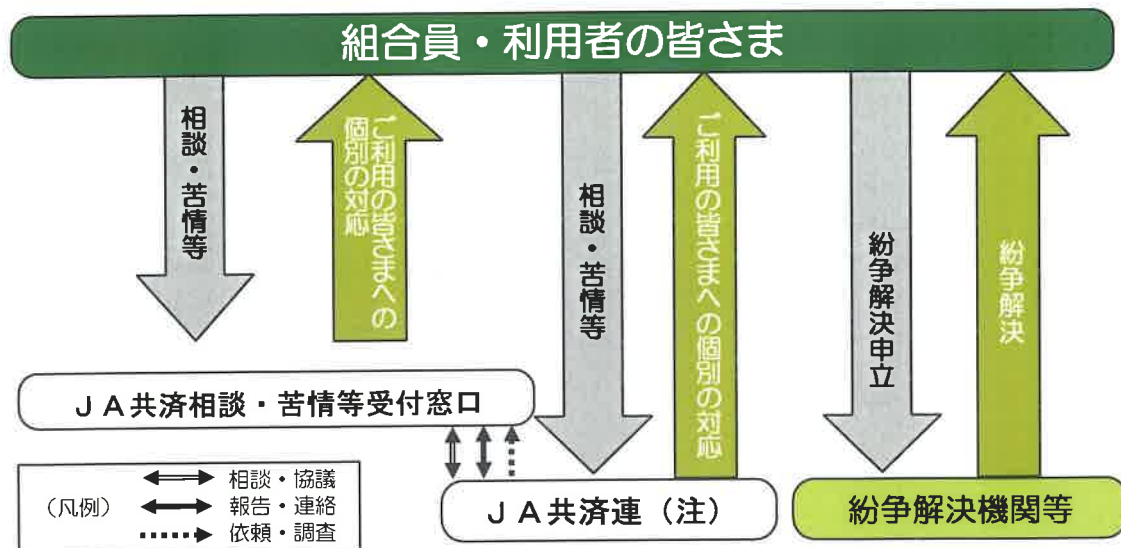 組合員・利用者の皆さま
相談・苦情等
ご利用の皆さまへの
個別の対応
相談・苦情等
ご利用の皆さまへの個別の対応
紛争解決申立
紛争解決
JA共済相談・苦情等受付窓口
(凡例)
相談・協議
報告・連絡
依頼・調査
JA共済連(注)
紛争解決機関等